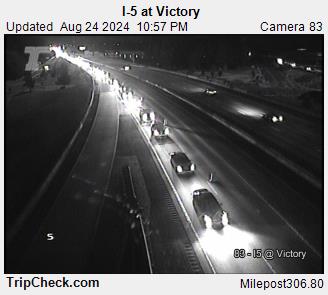 I-5 at Victory
Updated Aug 24 2024 10:57 PM Camera 83
S
83 - I5 @ Victory
TripCheck.com Milepost306.80